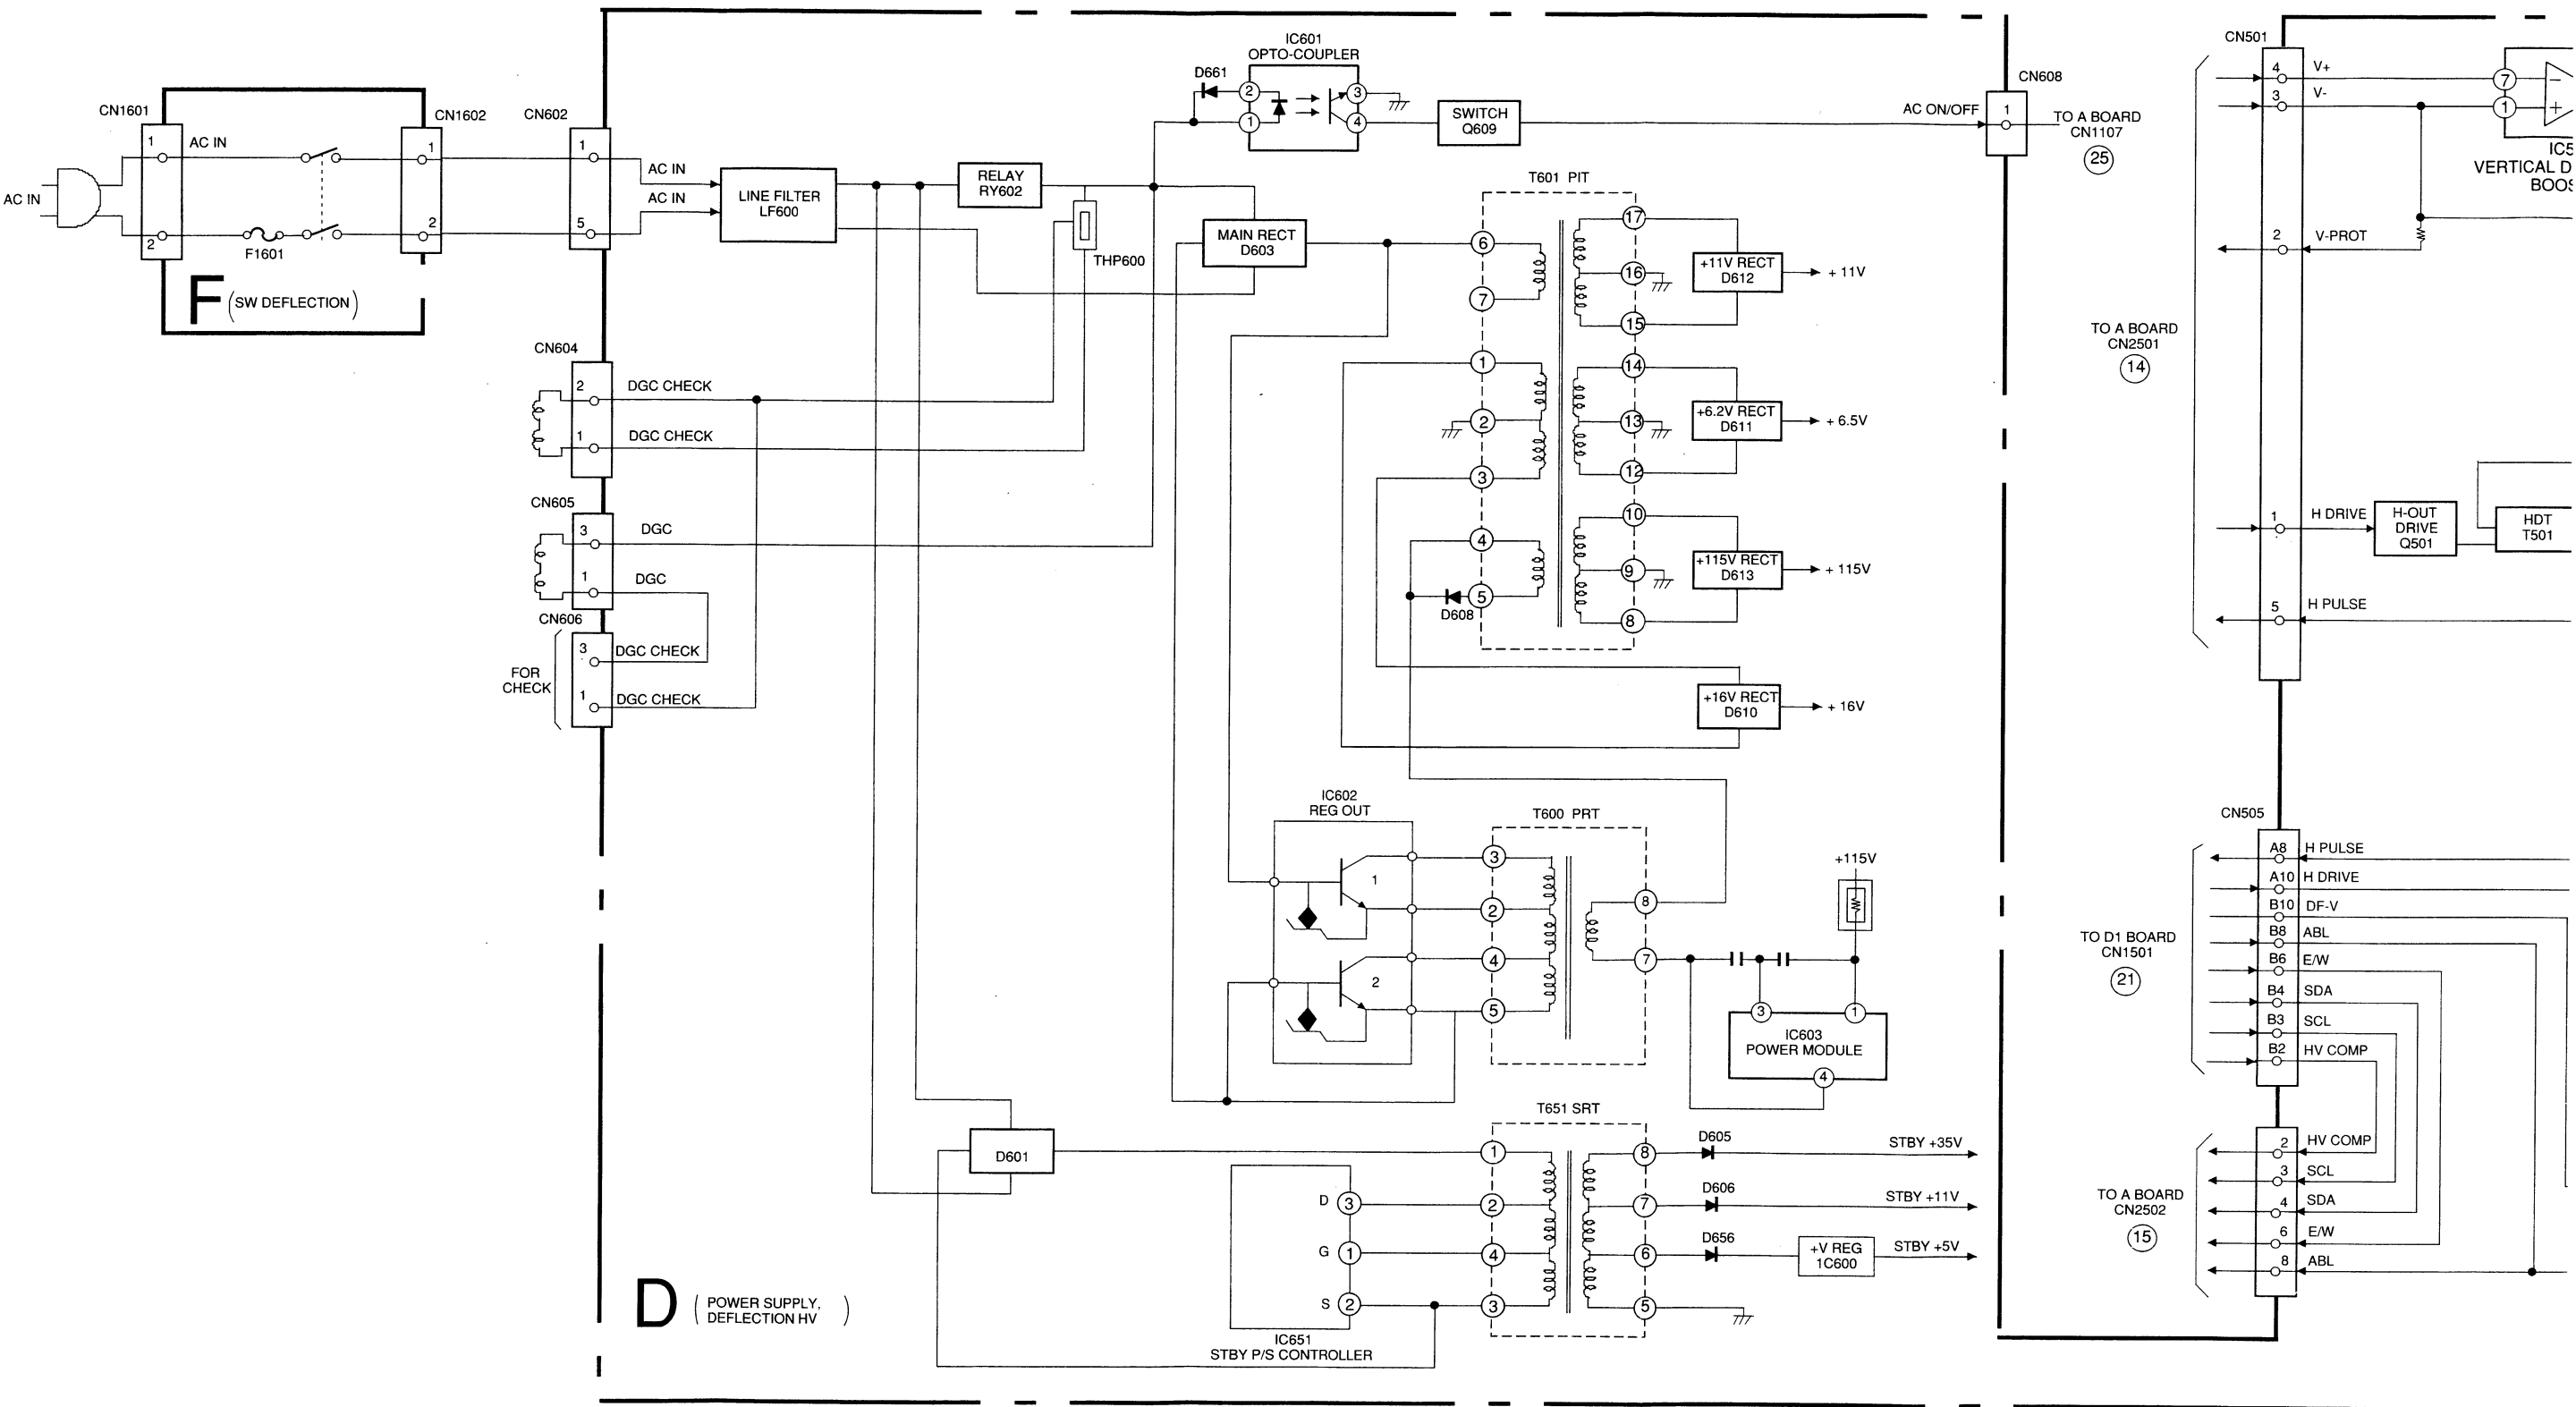 AC IN
CN1601
1
2
AC IN
F1601
CN1602
1
2
F (SW DEFLECTION)
CN602
1
5
AC IN
AC IN
LINE FILTER
LF600
RELAY
RY602
THP600
D661
IC601
OPTO-COUPLER
2
1
3
4
SWITCH
Q609
AC ON/OFF
CN608
1
TO A BOARD
CN1107
25
MAIN RECT
D603
T601 PIT
6
7
1
2
3
4
5
D608
17
16
15
14
13
12
10
9
8
+11V RECT
D612
+ 11V
+6.2V RECT
D611
+ 6.5V
+115V RECT
D613
+ 115V
+16V RECT
D610
+ 16V
CN604
2
DGC CHECK
1
DGC CHECK
CN605
3
DGC
1
DGC
CN606
FOR
CHECK
3
DGC CHECK
1
DGC CHECK
IC602
REG OUT
1
2
T600 PRT
3
2
4
5
8
7
+115V
3
1
IC603
POWER MODULE
4
D601
T651 SRT
1
2
4
3
8
7
6
5
D
3
G
1
S
2
IC651
STBY P/S CONTROLLER
D605
STBY +35V
D606
STBY +11V
D656
+V REG
1C600
STBY +5V
D (POWER SUPPLY,
DEFLECTION HV)
CN501
4
V+
3
V-
7
1
−
+
IC5
VERTICAL D
BOOS
2
V-PROT
TO A BOARD
CN2501
14
1
H DRIVE
H-OUT
DRIVE
Q501
HDT
T501
5
H PULSE
CN505
A8
H PULSE
A10
H DRIVE
B10
DF-V
B8
ABL
B6
E/W
B4
SDA
B3
SCL
B2
HV COMP
TO D1 BOARD
CN1501
21
2
HV COMP
3
SCL
4
SDA
6
E/W
8
ABL
TO A BOARD
CN2502
15